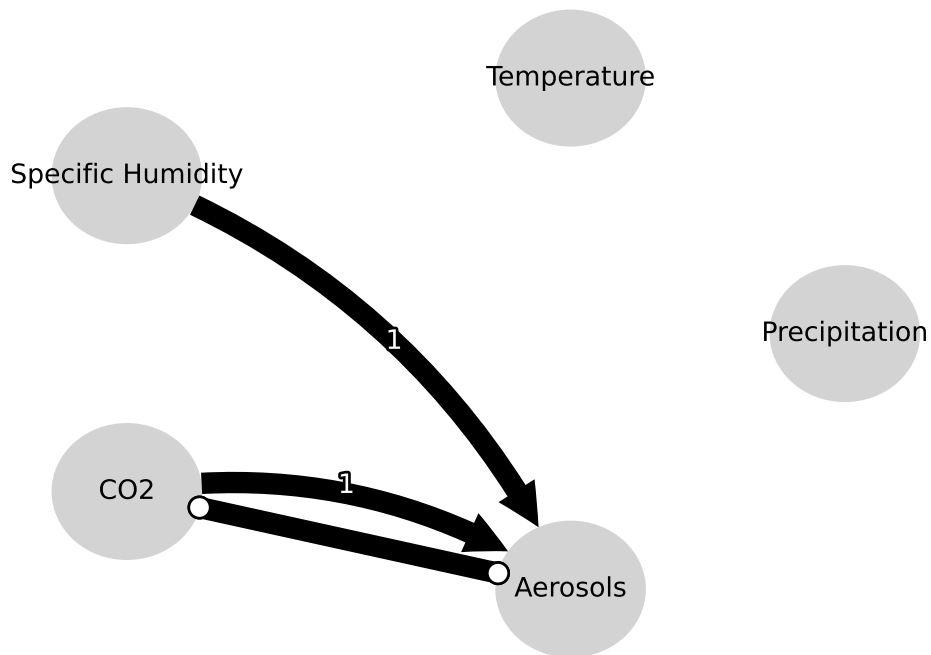 Temperature
Specific Humidity
Precipitation
1
1
CO2
Aerosols